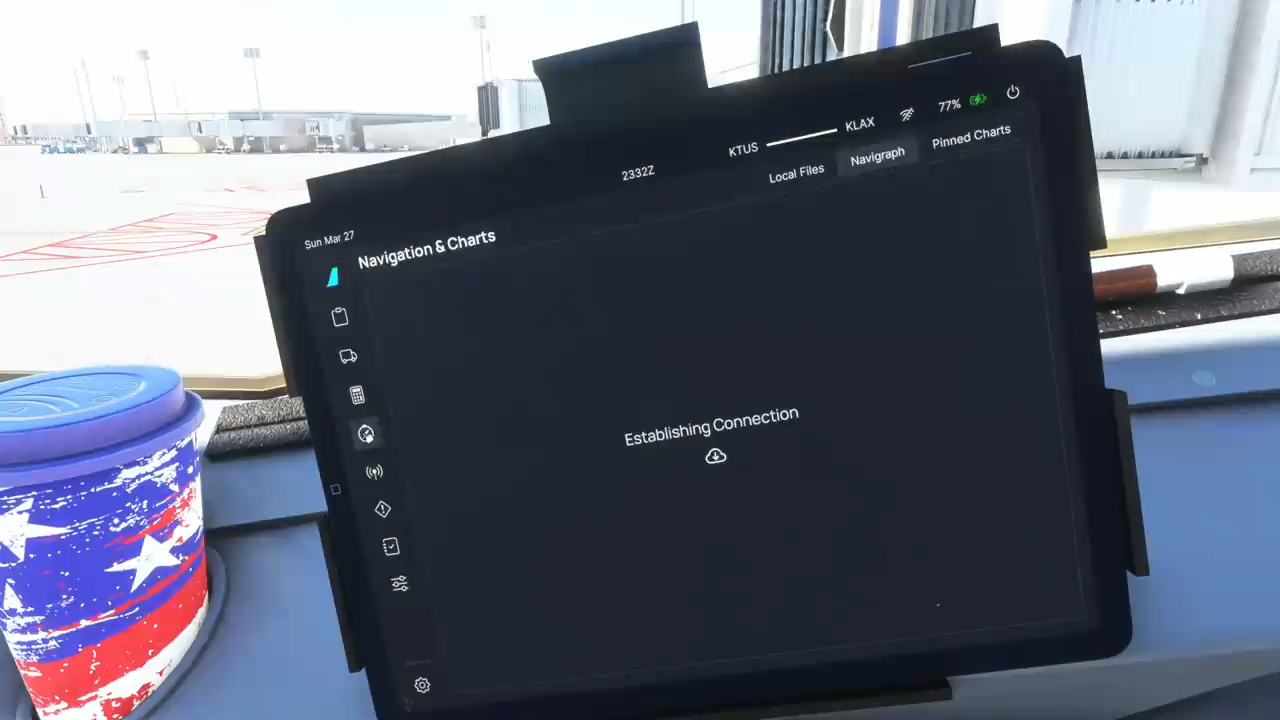 KTUS KLAX 77%
2332Z
Local Files Navigraph Pinned Charts
Sun Mar 27
Navigation & Charts
Establishing Connection